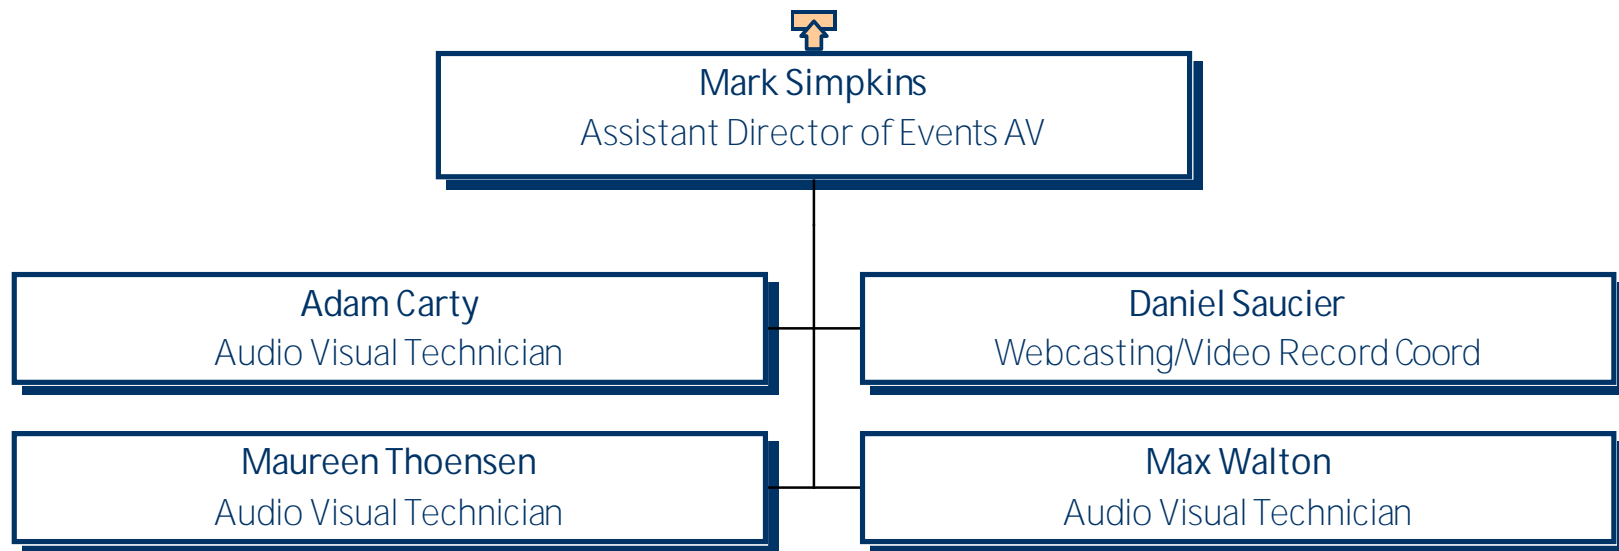 Mark Simpkins
Assistant Director of Events AV
Adam Carty
Audio Visual Technician
Daniel Saucier
Webcasting/Video Record Coord
Maureen Thoensen
Audio Visual Technician
Max Walton
Audio Visual Technician